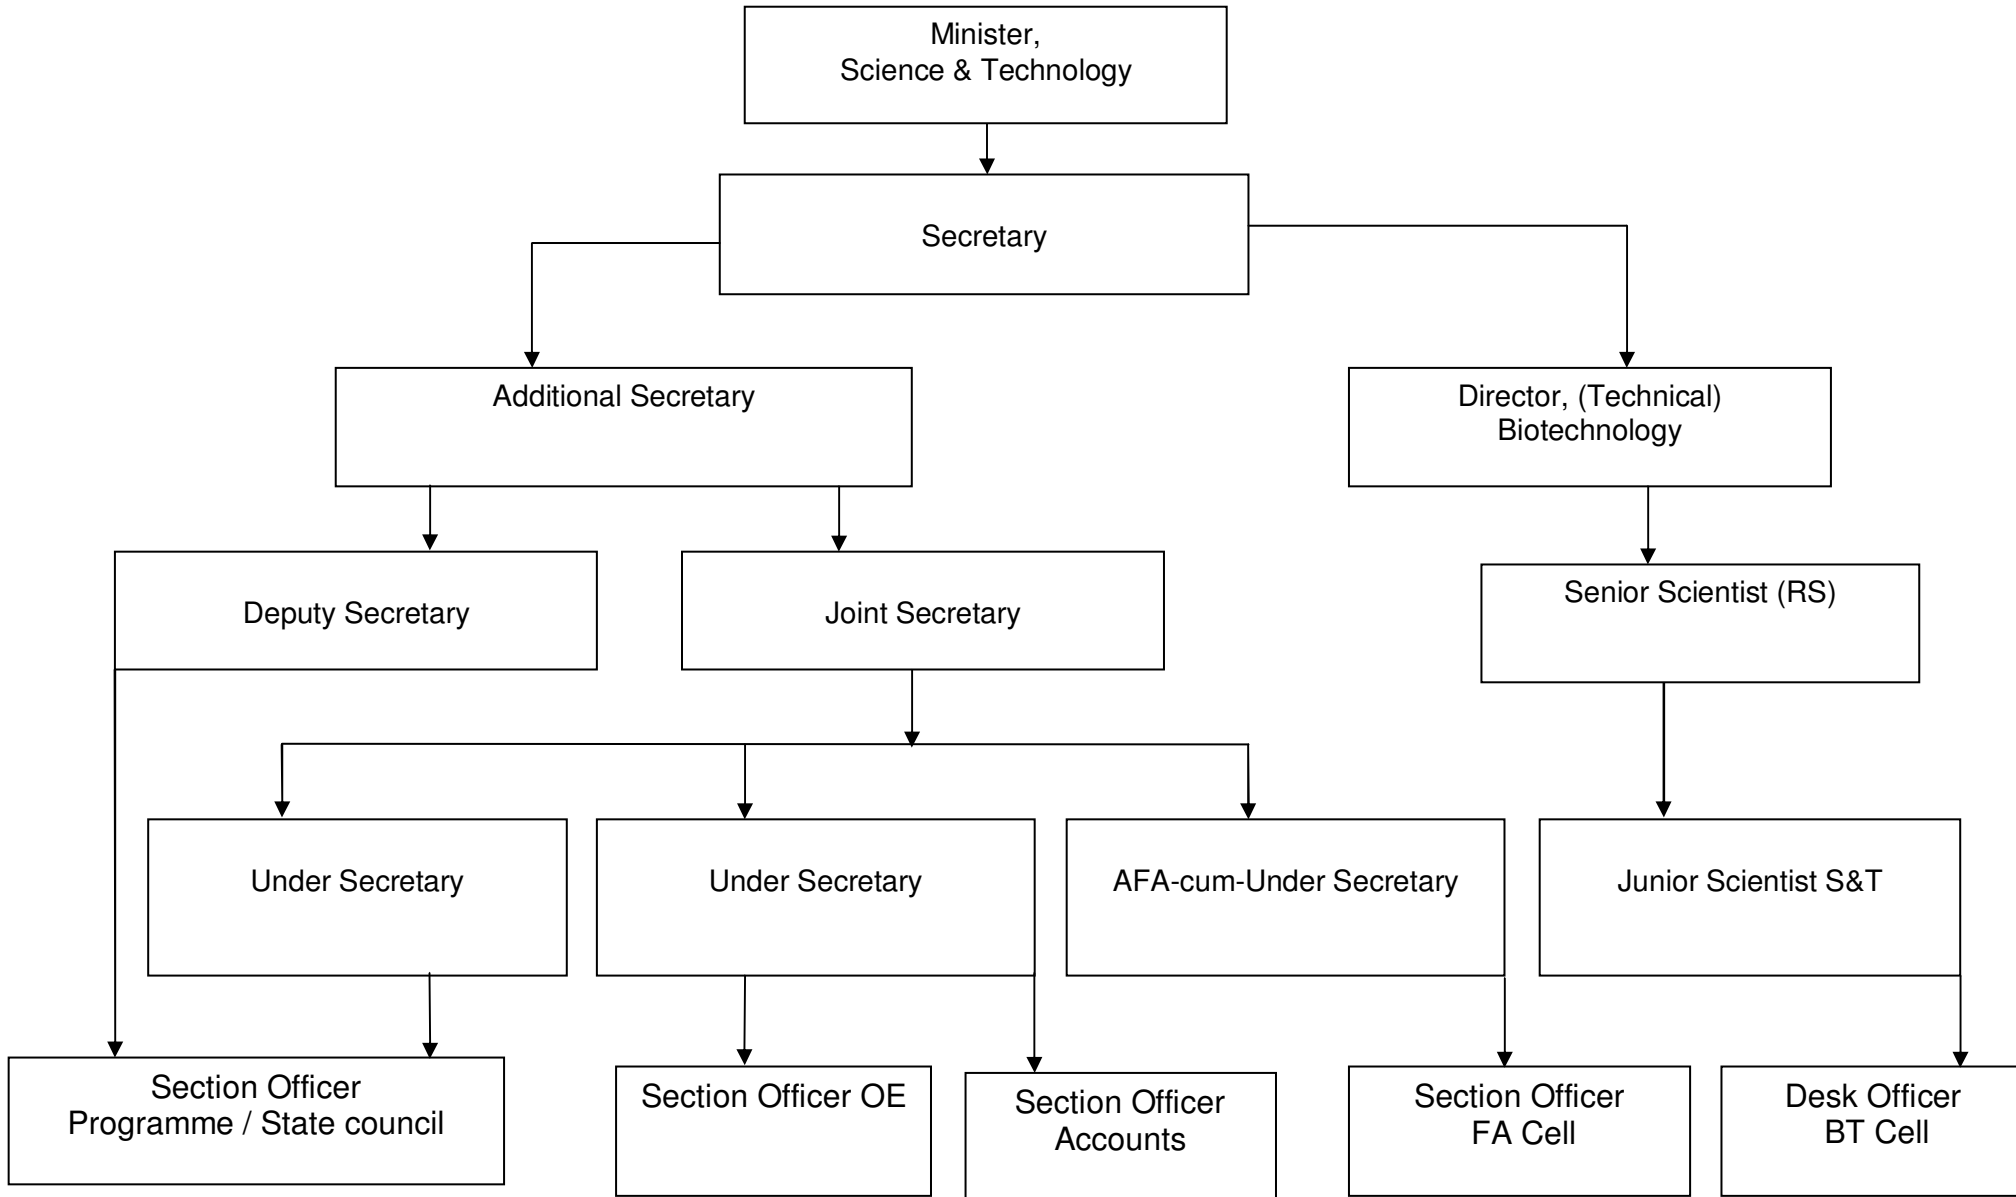 Minister,
Science & Technology
Secretary
Additional Secretary
Director, (Technical)
Biotechnology
Deputy Secretary
Joint Secretary
Senior Scientist (RS)
Under Secretary
Under Secretary
AFA-cum-Under Secretary
Junior Scientist S&T
Section Officer
Programme / State council
Section Officer OE
Section Officer
Accounts
Section Officer
FA Cell
Desk Officer
BT Cell